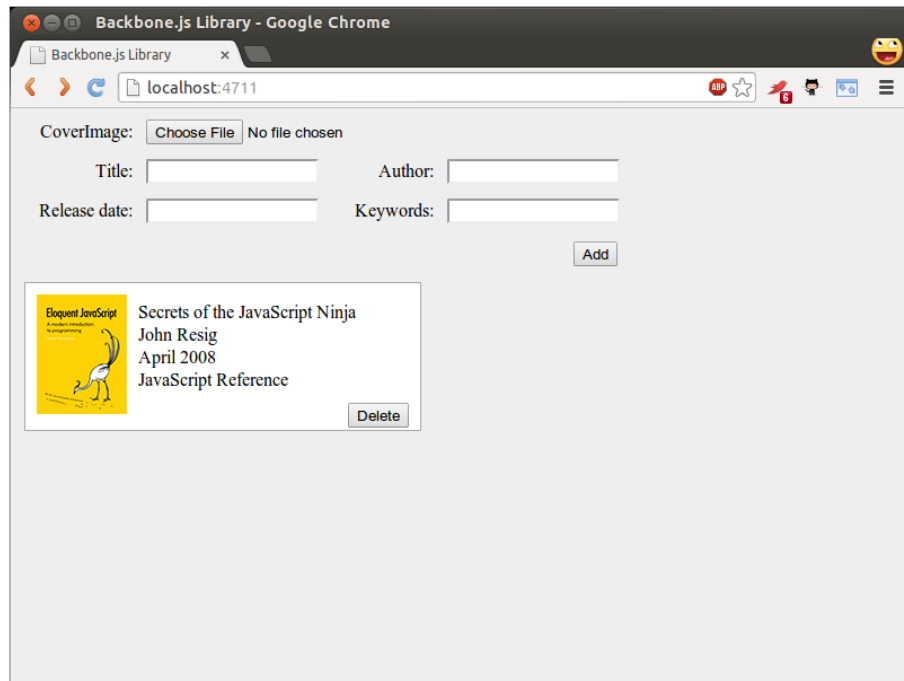 Backbone.js Library - Google Chrome
Backbone.js Library
localhost:4711
ABP
6
CoverImage: Choose File No file chosen
Title: Author:
Release date: Keywords:
Add
Eloquent JavaScript
A modern introduction
to programming
Secrets of the JavaScript Ninja
John Resig
April 2008
JavaScript Reference
Delete